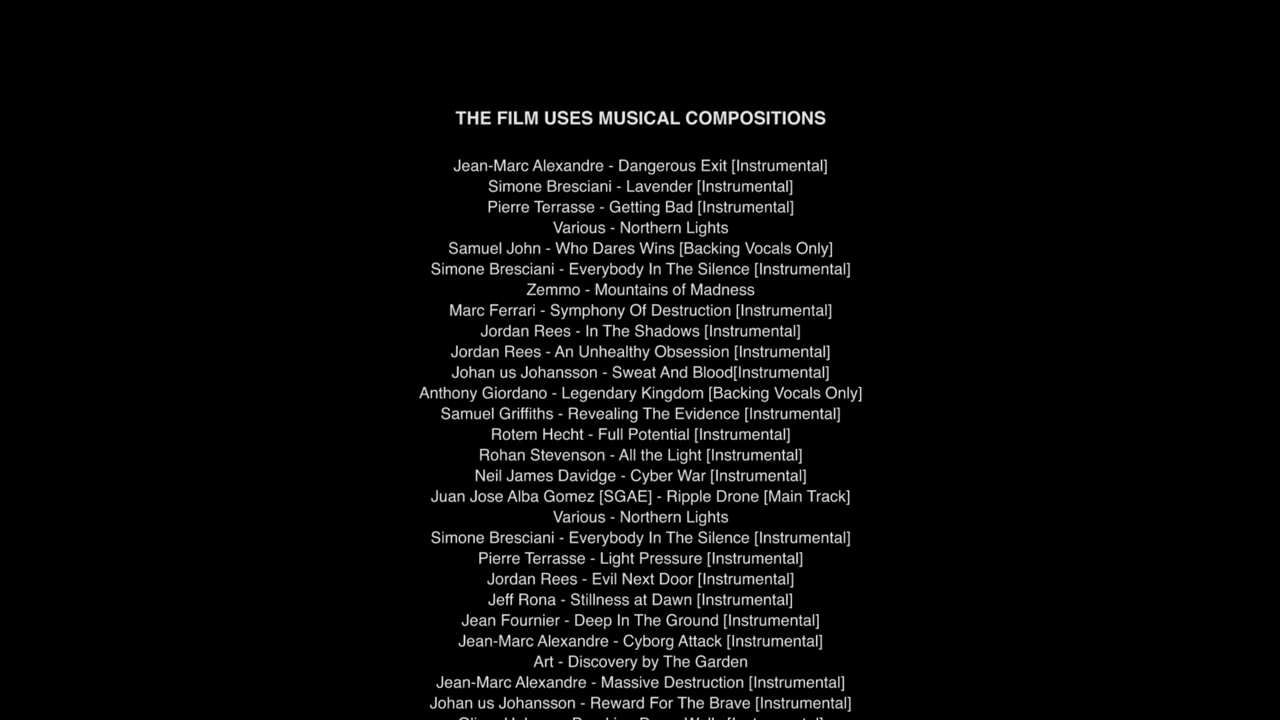 THE FILM USES MUSICAL COMPOSITIONS
Jean-Marc Alexandre - Dangerous Exit [Instrumental]
Simone Bresciani - Lavender [Instrumental]
Pierre Terrasse - Getting Bad [Instrumental]
Various - Northern Lights
Samuel John - Who Dares Wins [Backing Vocals Only]
Simone Bresciani - Everybody In The Silence [Instrumental]
Zemmo - Mountains of Madness
Marc Ferrari - Symphony Of Destruction [Instrumental]
Jordan Rees - In The Shadows [Instrumental]
Jordan Rees - An Unhealthy Obsession [Instrumental]
Johan us Johansson - Sweat And Blood[Instrumental]
Anthony Giordano - Legendary Kingdom [Backing Vocals Only]
Samuel Griffiths - Revealing The Evidence [Instrumental]
Rotem Hecht - Full Potential [Instrumental]
Rohan Stevenson - All the Light [Instrumental]
Neil James Davidge - Cyber War [Instrumental]
Juan Jose Alba Gomez [SGAE] - Ripple Drone [Main Track]
Various - Northern Lights
Simone Bresciani - Everybody In The Silence [Instrumental]
Pierre Terrasse - Light Pressure [Instrumental]
Jordan Rees - Evil Next Door [Instrumental]
Jeff Rona - Stillness at Dawn [Instrumental]
Jean Fournier - Deep In The Ground [Instrumental]
Jean-Marc Alexandre - Cyborg Attack [Instrumental]
Art - Discovery by The Garden
Jean-Marc Alexandre - Massive Destruction [Instrumental]
Johan us Johansson - Reward For The Brave [Instrumental]